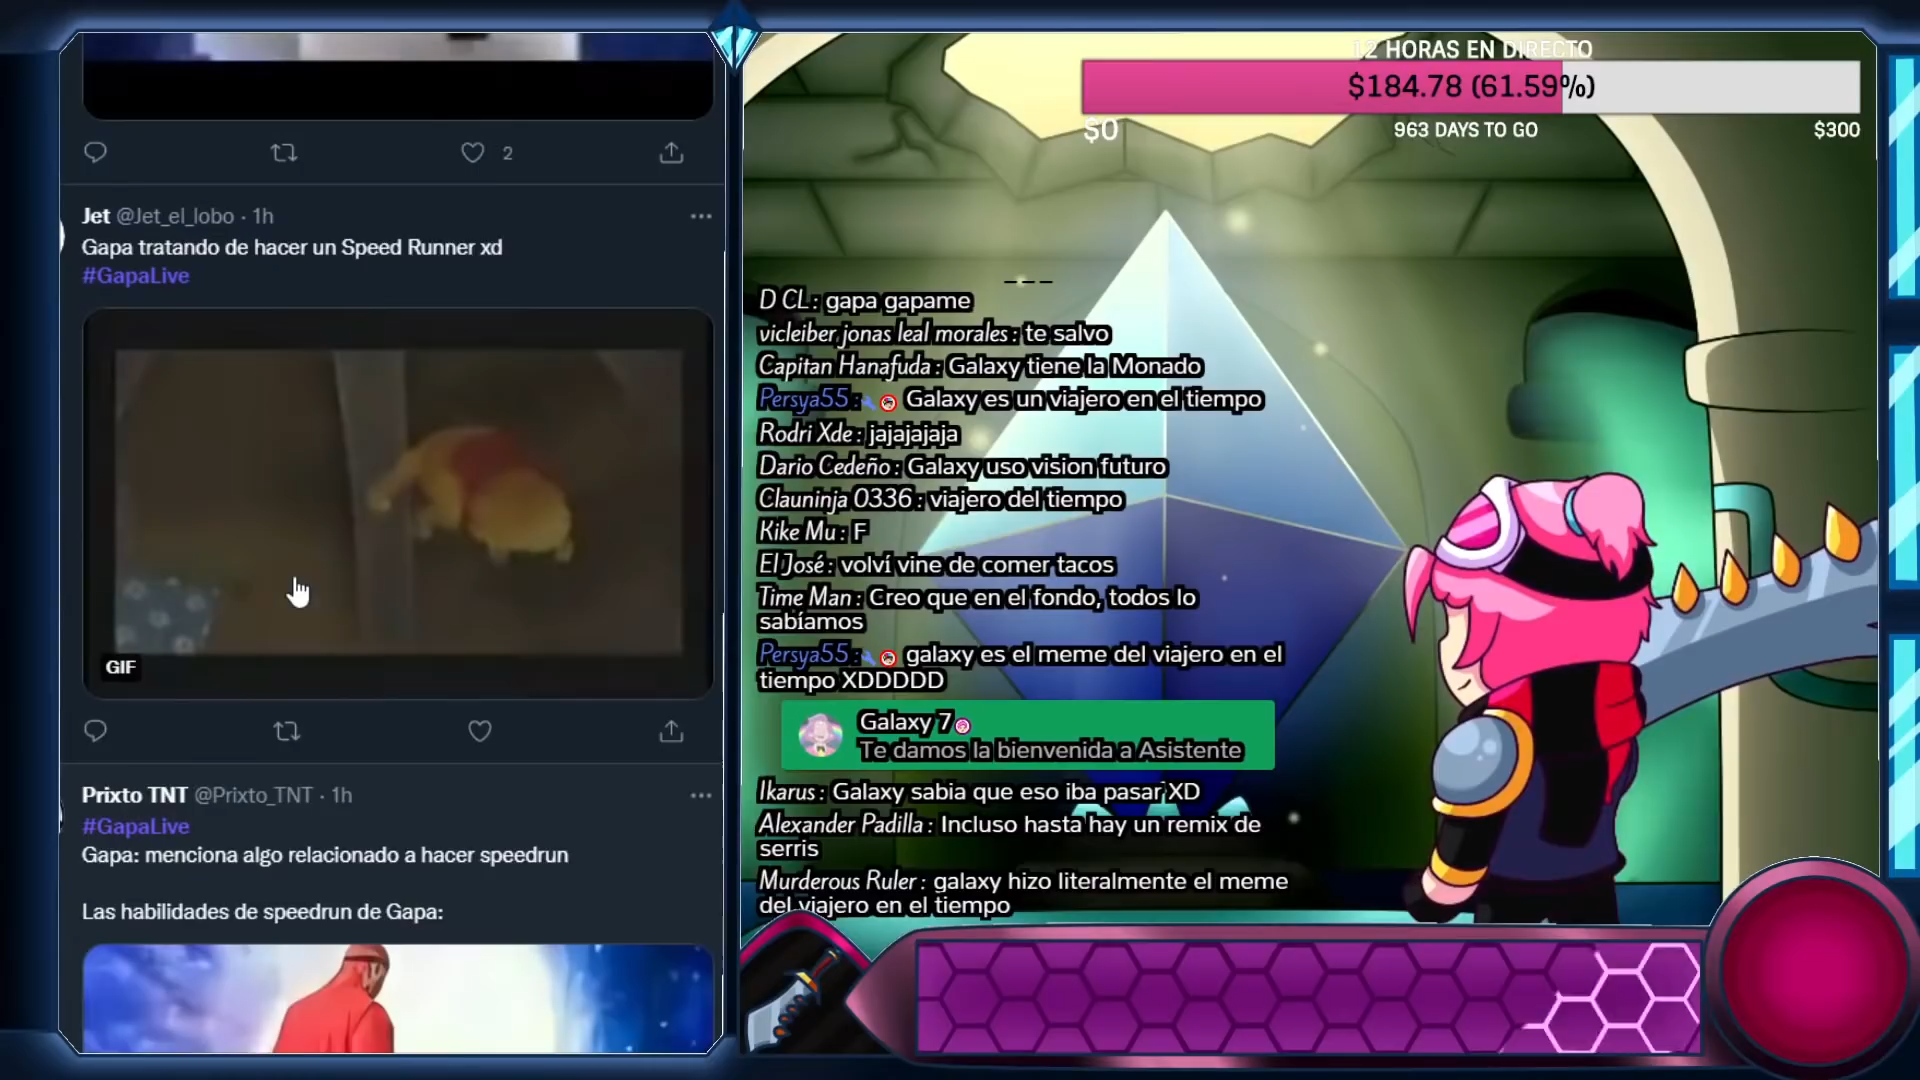 2
Jet @Jet_el_lobo · 1h
Gapa tratando de hacer un Speed Runner xd
#GapaLive
GIF
Prixto TNT @Prixto_TNT · 1h
#GapaLive
Gapa: menciona algo relacionado a hacer speedrun
Las habilidades de speedrun de Gapa:
12 HORAS EN DIRECTO
$184.78 (61.59%)
$0
963 DAYS TO GO
$300
D CL: gapa gapame
vicleiber jonas leal morales: te salvo
Capitan Hanafuda: Galaxy tiene la Monado
Persya55: Galaxy es un viajero en el tiempo
Rodri Xde: jajajajaja
Dario Cedeño: Galaxy uso vision futuro
Clauninja 0336: viajero del tiempo
Kike Mu: F
El José: volví vine de comer tacos
Time Man: Creo que en el fondo, todos lo
sabíamos
Persya55: galaxy es el meme del viajero en el
tiempo XDDDDD
Galaxy 7
Te damos la bienvenida a Asistente
Ikarus: Galaxy sabia que eso iba pasar XD
Alexander Padilla: Incluso hasta hay un remix de
serris
Murderous Ruler: galaxy hizo literalmente el meme
del viajero en el tiempo